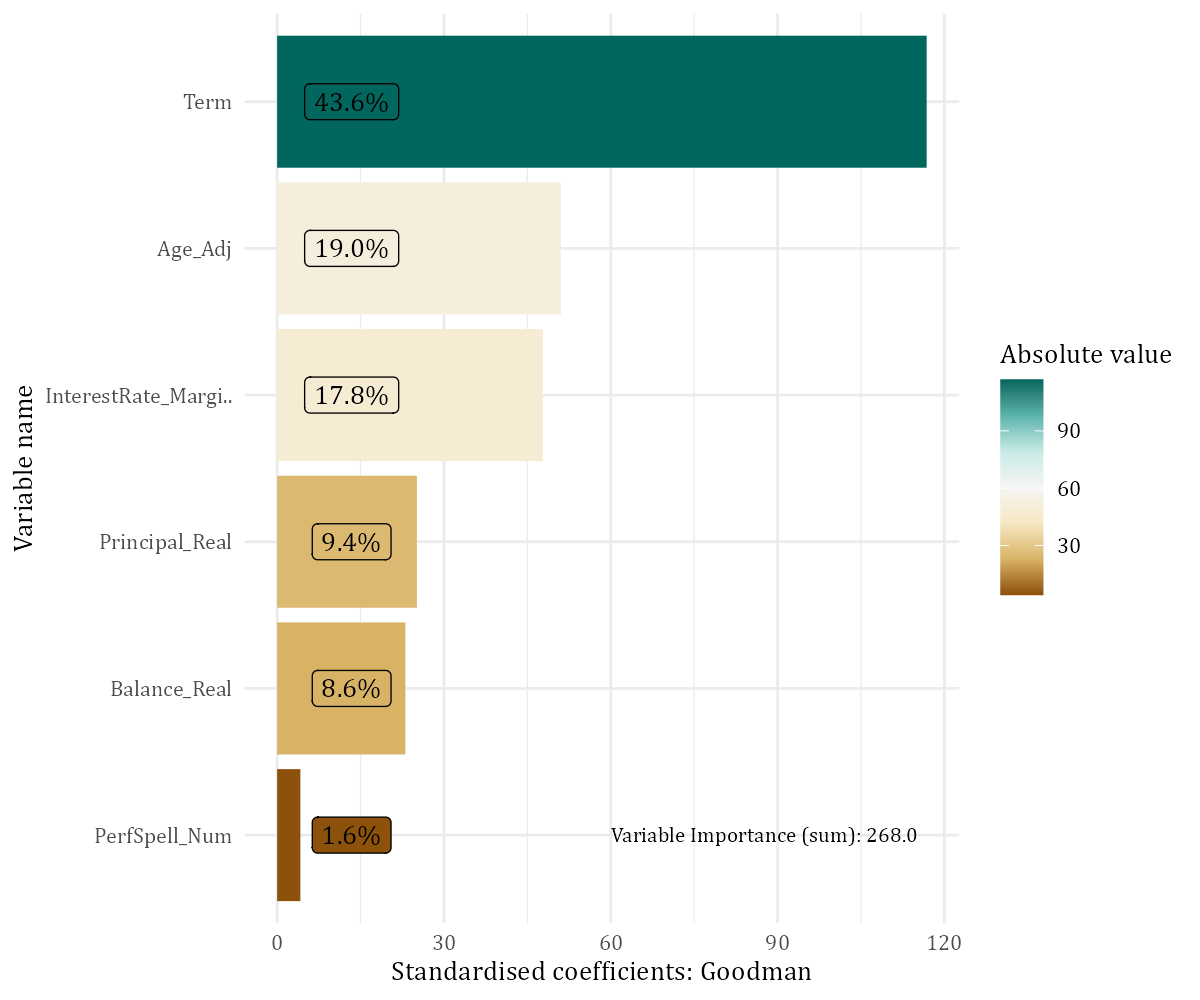 Variable name
Term
43.6%
Age_Adj
19.0%
InterestRate_Margi..
17.8%
Principal_Real
9.4%
Balance_Real
8.6%
PerfSpell_Num
1.6%
Variable Importance (sum): 268.0
0 30 60 90 120
Standardised coefficients: Goodman
Absolute value
90
60
30